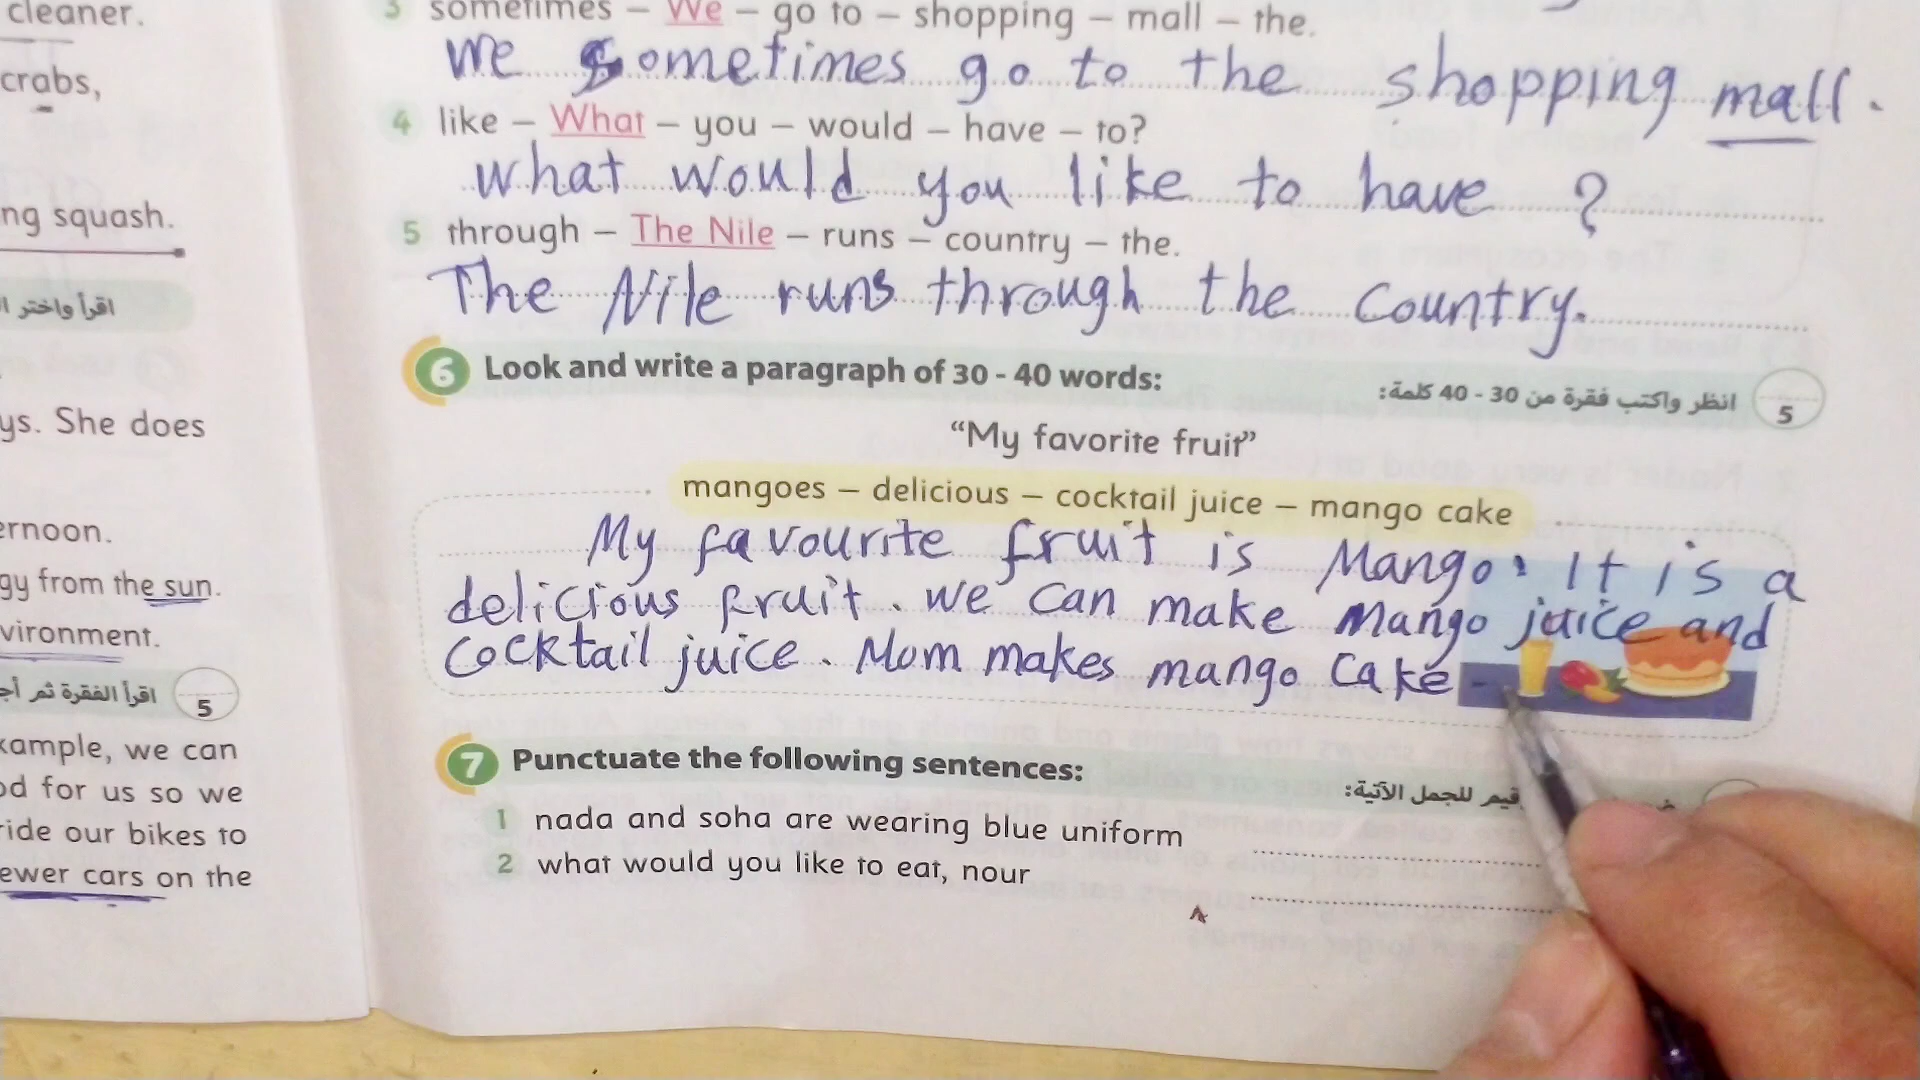 cleaner.
crabs,
ng squash.
اقرأ واختر ا
ys. She does
ernoon.
gy from the sun.
vironment.
اقرأ الفقرة ثم أج
5
xample, we can
od for us so we
ride our bikes to
ewer cars on the
3 sometimes – We – go to – shopping – mall – the.
We sometimes go to the shopping mall.
4 like – What – you – would – have – to?
what would you like to have ?
5 through – The Nile – runs – country – the.
The Nile runs through the country.
6 Look and write a paragraph of 30 - 40 words:
انظر واكتب فقرة من 30 - 40 كلمة:
5
“My favorite fruit”
mangoes – delicious – cocktail juice – mango cake
My favourite fruit is Mango. It is a
delicious fruit. we can make Mango juice and
cocktail juice. Mom makes mango cake
7 Punctuate the following sentences:
للجمل الآتية:
1 nada and soha are wearing blue uniform
2 what would you like to eat, nour